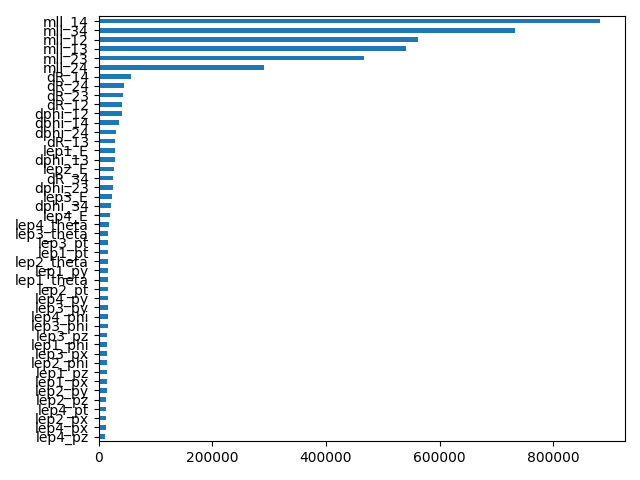 mll_14
mll_34
mll_12
mll_13
mll_23
mll_24
dR_14
dR_24
dR_23
dR_12
dphi_12
dphi_14
dphi_24
dR_13
lep1_E
dphi_13
lep2_E
dR_34
dphi_23
lep3_E
dphi_34
lep4_E
lep4_theta
lep3_theta
lep3_pt
lep1_pt
lep2_theta
lep1_py
lep1_theta
lep2_pt
lep4_py
lep3_py
lep4_phi
lep3_phi
lep3_pz
lep1_phi
lep3_px
lep2_phi
lep1_pz
lep1_px
lep2_py
lep2_pz
lep4_pt
lep2_px
lep4_px
lep4_pz
0 200000 400000 600000 800000